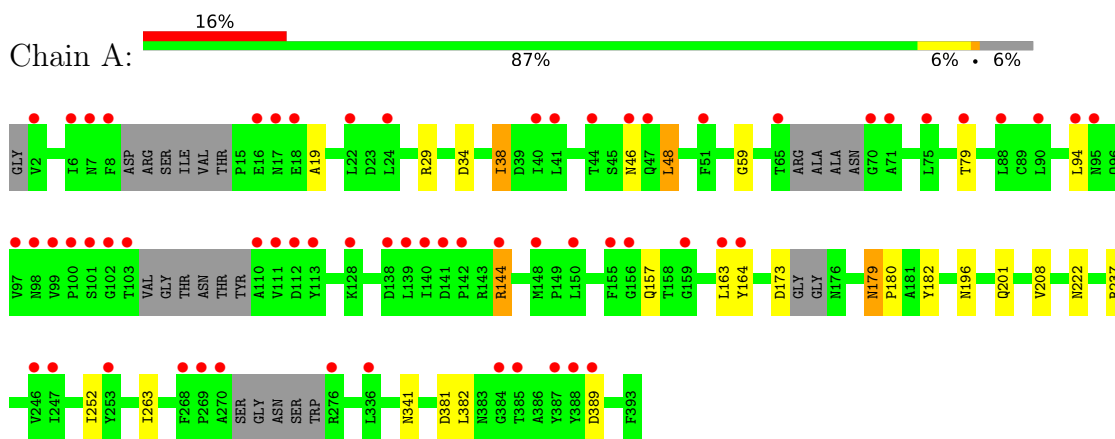 16%
Chain A:
87% 6% • 6%
GLY V2 I6 N7 F8 ASP ARG SER ILE VAL THR P15 E16 N17 E18 A19 L22 D23 L24 R29 D34 I38 D39 I40 L41 T44 S45 N46 Q47 L48 F51 G59 T65 ARG ALA ALA ASN G70 A71 L75 T79 L88 C89 L90 L94 N95
V97 N98 V99 P100 S101 G102 T103 VAL GLY THR ASN THR TYR A110 V111 D112 Y113 K128 D138 L139 I140 D141 P142 R143 R144 M148 P149 L150 F155 G156 Q157 T158 G159 L163 Y164 D173 GLY GLY N176 N179 P180 A181 Y182 N196 Q201 V208 N222
V246 I247 I252 Y253 I263 F268 P269 A270 SER GLY ASN SER TRP R276 L336 N341 D381 L382 N383 G384 T385 A386 Y387 Y388 D389 F393